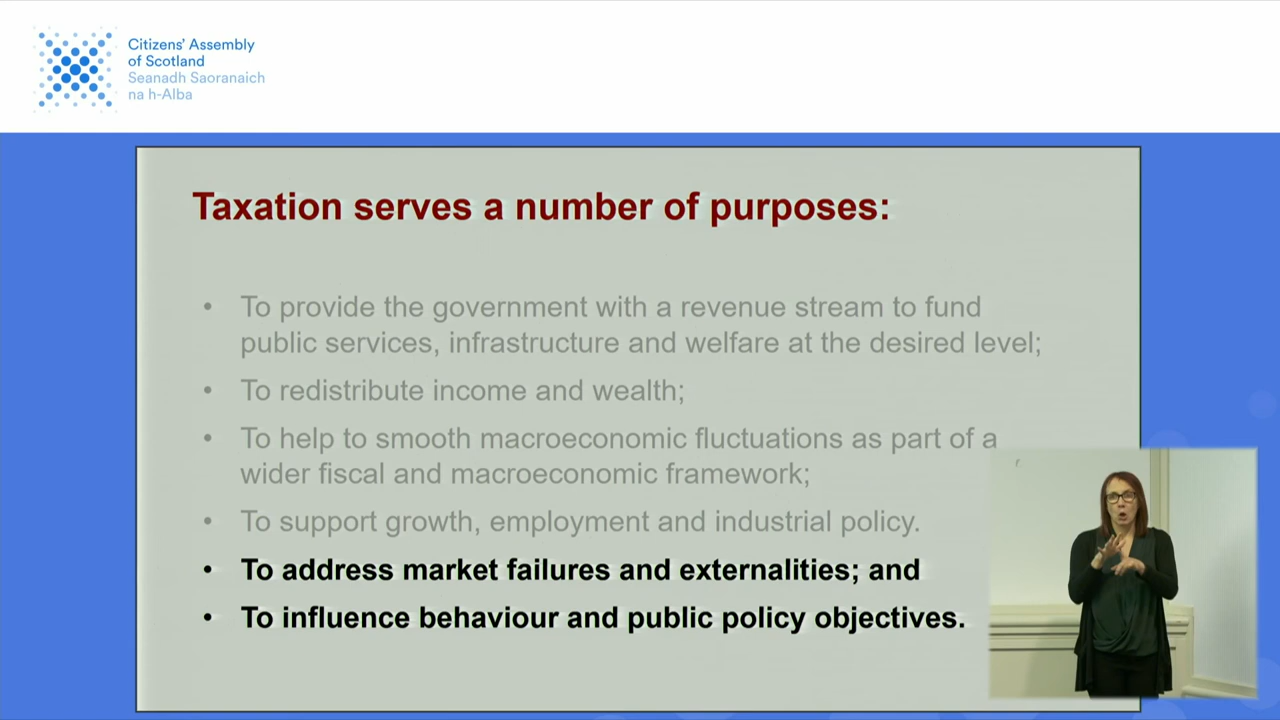 Citizens' Assembly
of Scotland
Seanadh Saoranaich
na h-Alba
Taxation serves a number of purposes:
• To provide the government with a revenue stream to fund
public services, infrastructure and welfare at the desired level;
• To redistribute income and wealth;
• To help to smooth macroeconomic fluctuations as part of a
wider fiscal and macroeconomic framework;
• To support growth, employment and industrial policy.
• To address market failures and externalities; and
• To influence behaviour and public policy objectives.